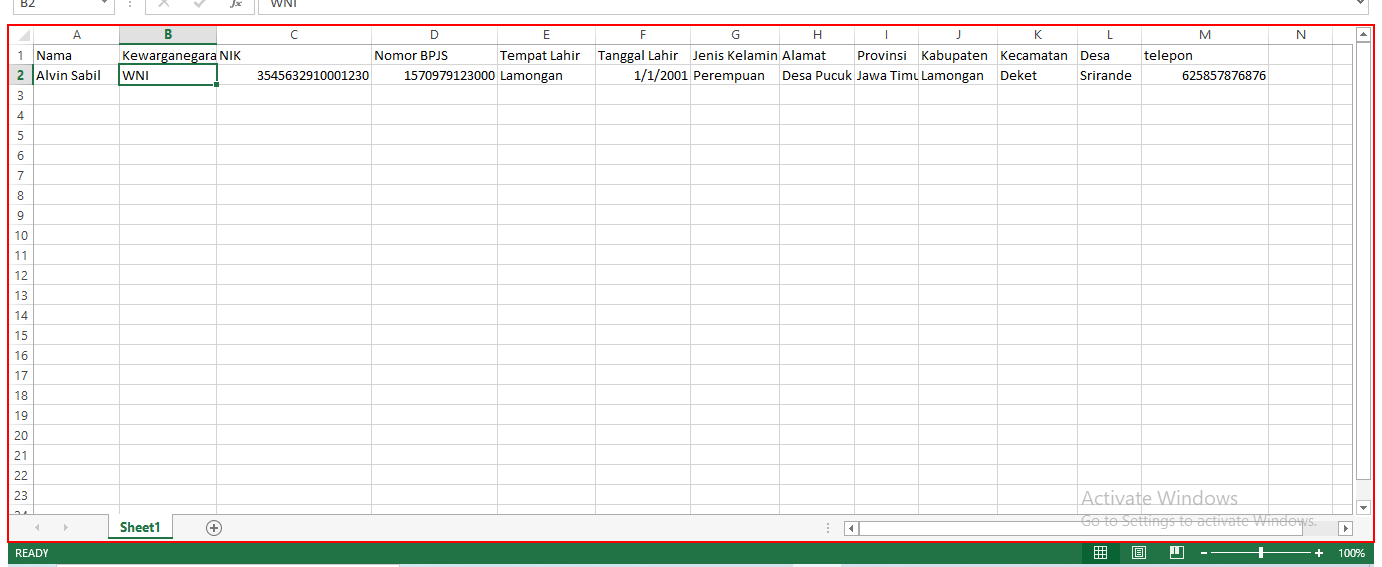 B2 fx WNI
A B C D E F G H I J K L M N
1 Nama Kewarganegara NIK Nomor BPJS Tempat Lahir Tanggal Lahir Jenis Kelamin Alamat Provinsi Kabupaten Kecamatan Desa telepon
2 Alvin Sabil WNI 3545632910001230 1570979123000 Lamongan 1/1/2001 Perempuan Desa Pucuk Jawa Timu Lamongan Deket Srirande 625857876876
3
4
5
6
7
8
9
10
11
12
13
14
15
16
17
18
19
20
21
22
23
24
Activate Windows
Go to Settings to activate Windows.
Sheet1
READY 100%